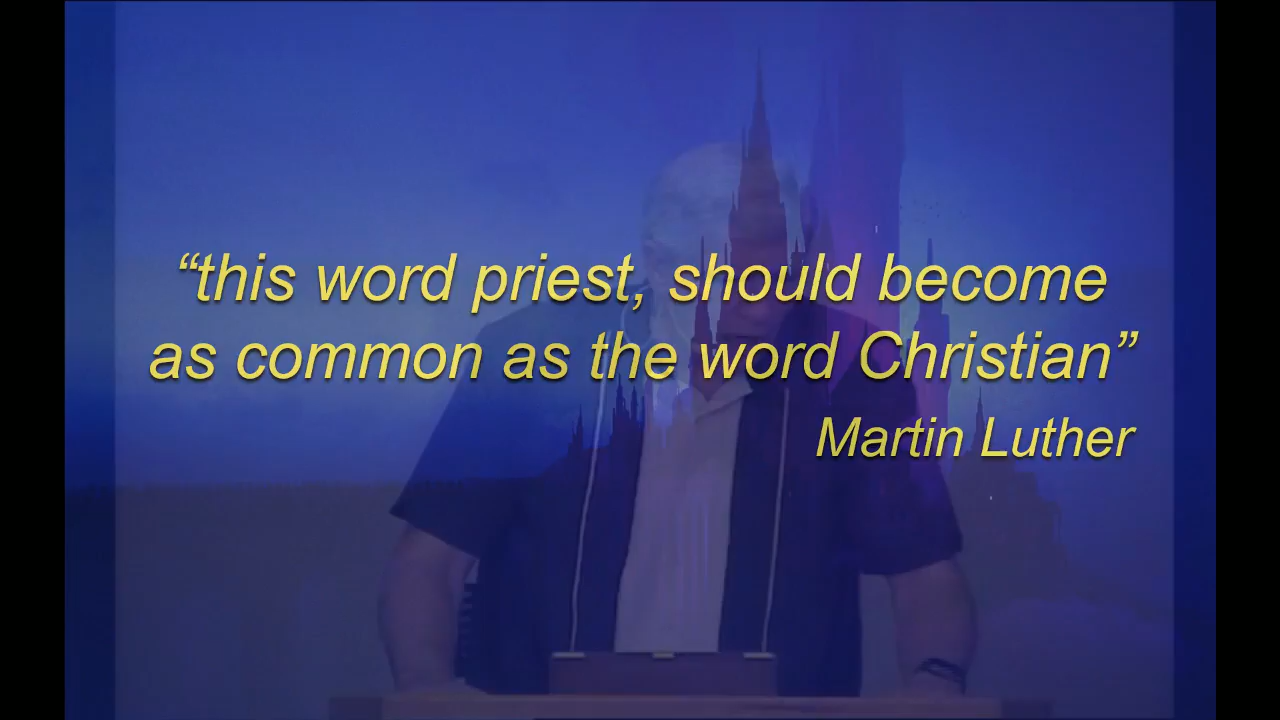 “this word priest, should become
as common as the word Christian”
Martin Luther